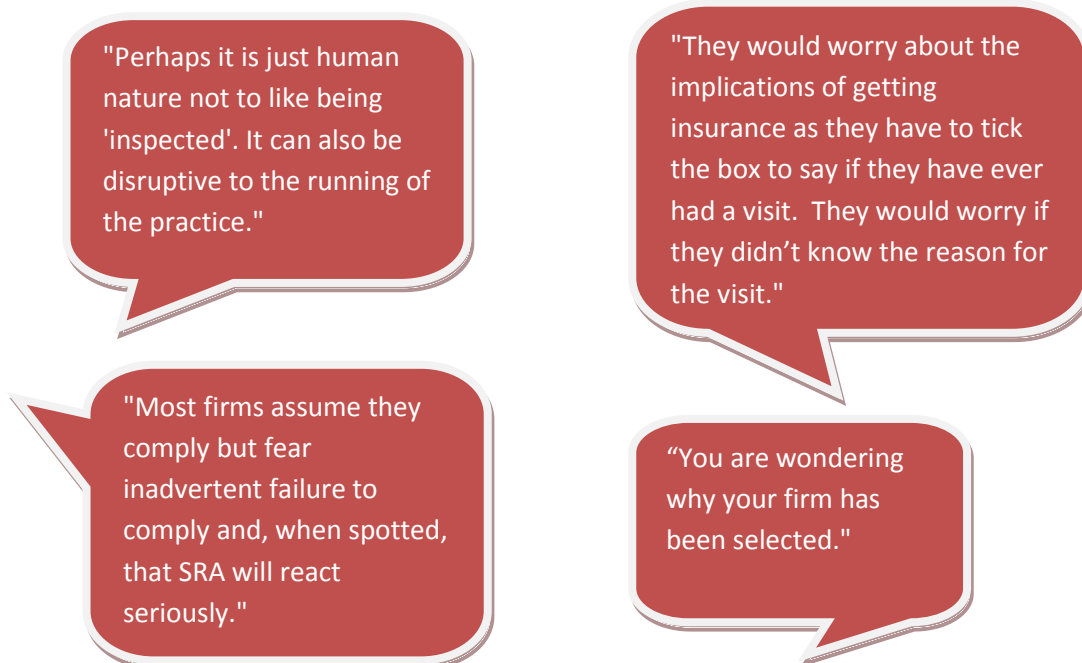 "Perhaps it is just human
nature not to like being
'inspected'. It can also be
disruptive to the running of
the practice."
"They would worry about the
implications of getting
insurance as they have to tick
the box to say if they have ever
had a visit.  They would worry if
they didn’t know the reason for
the visit."
"Most firms assume they
comply but fear
inadvertent failure to
comply and, when spotted,
that SRA will react
seriously."
“You are wondering
why your firm has
been selected."